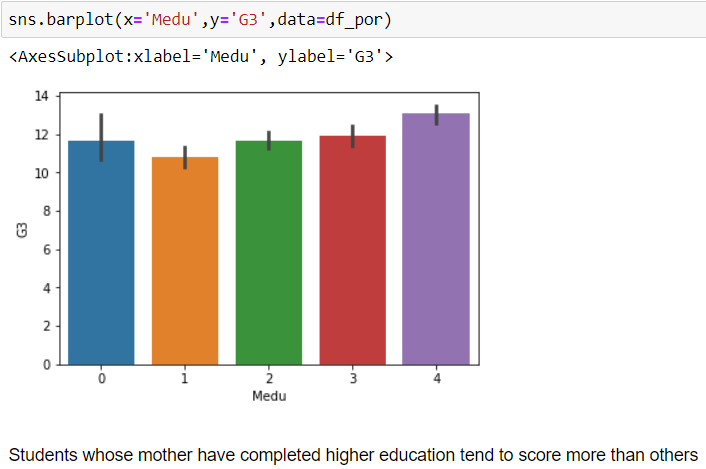 sns.barplot(x='Medu',y='G3',data=df_por)
<AxesSubplot:xlabel='Medu', ylabel='G3'>
14
12
10
8
6
4
2
0
G3
0 1 2 3 4
Medu
Students whose mother have completed higher education tend to score more than others